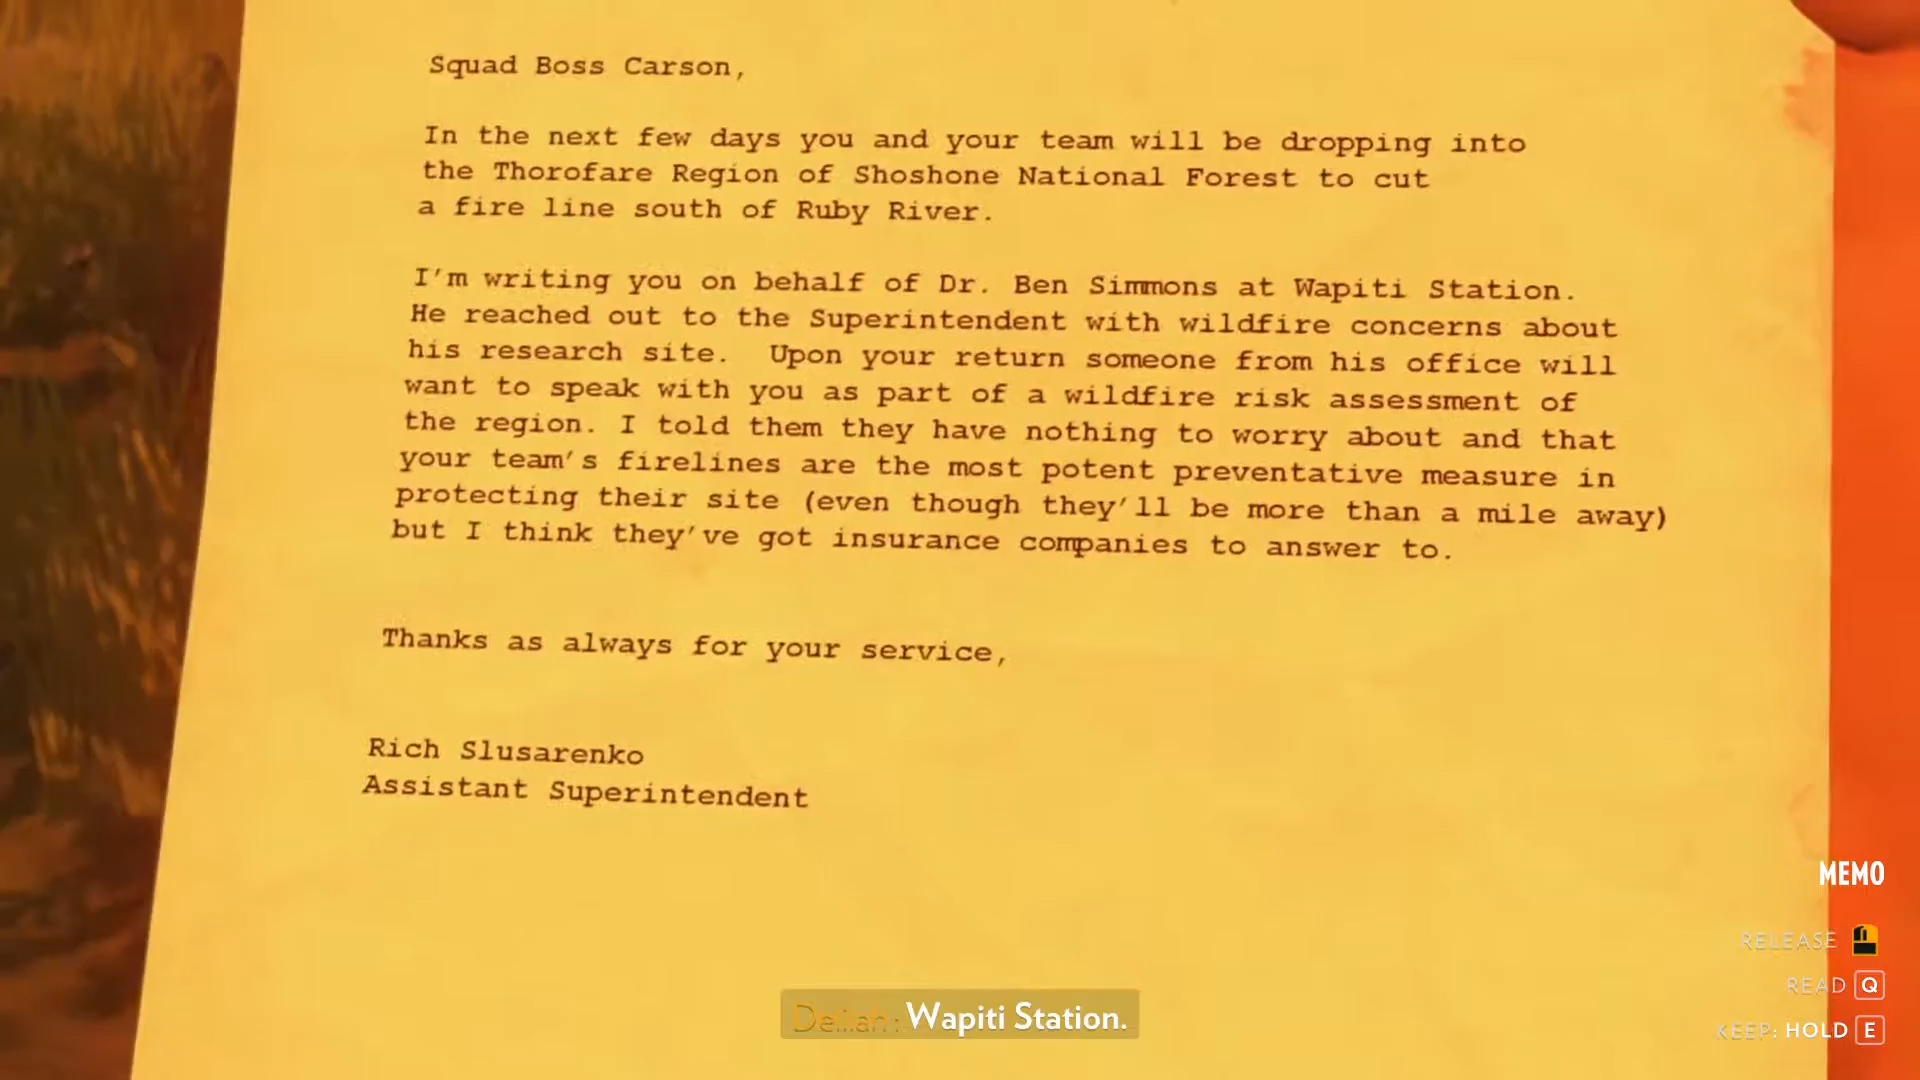 Squad Boss Carson,
In the next few days you and your team will be dropping into
the Thorofare Region of Shoshone National Forest to cut
a fire line south of Ruby River.
I'm writing you on behalf of Dr. Ben Simmons at Wapiti Station.
He reached out to the Superintendent with wildfire concerns about
his research site. Upon your return someone from his office will
want to speak with you as part of a wildfire risk assessment of
the region. I told them they have nothing to worry about and that
your team's firelines are the most potent preventative measure in
protecting their site (even though they'll be more than a mile away)
but I think they've got insurance companies to answer to.
Thanks as always for your service,
Rich Slusarenko
Assistant Superintendent
MEMO
RELEASE
READ Q
KEEP: HOLD E
Delilah: Wapiti Station.